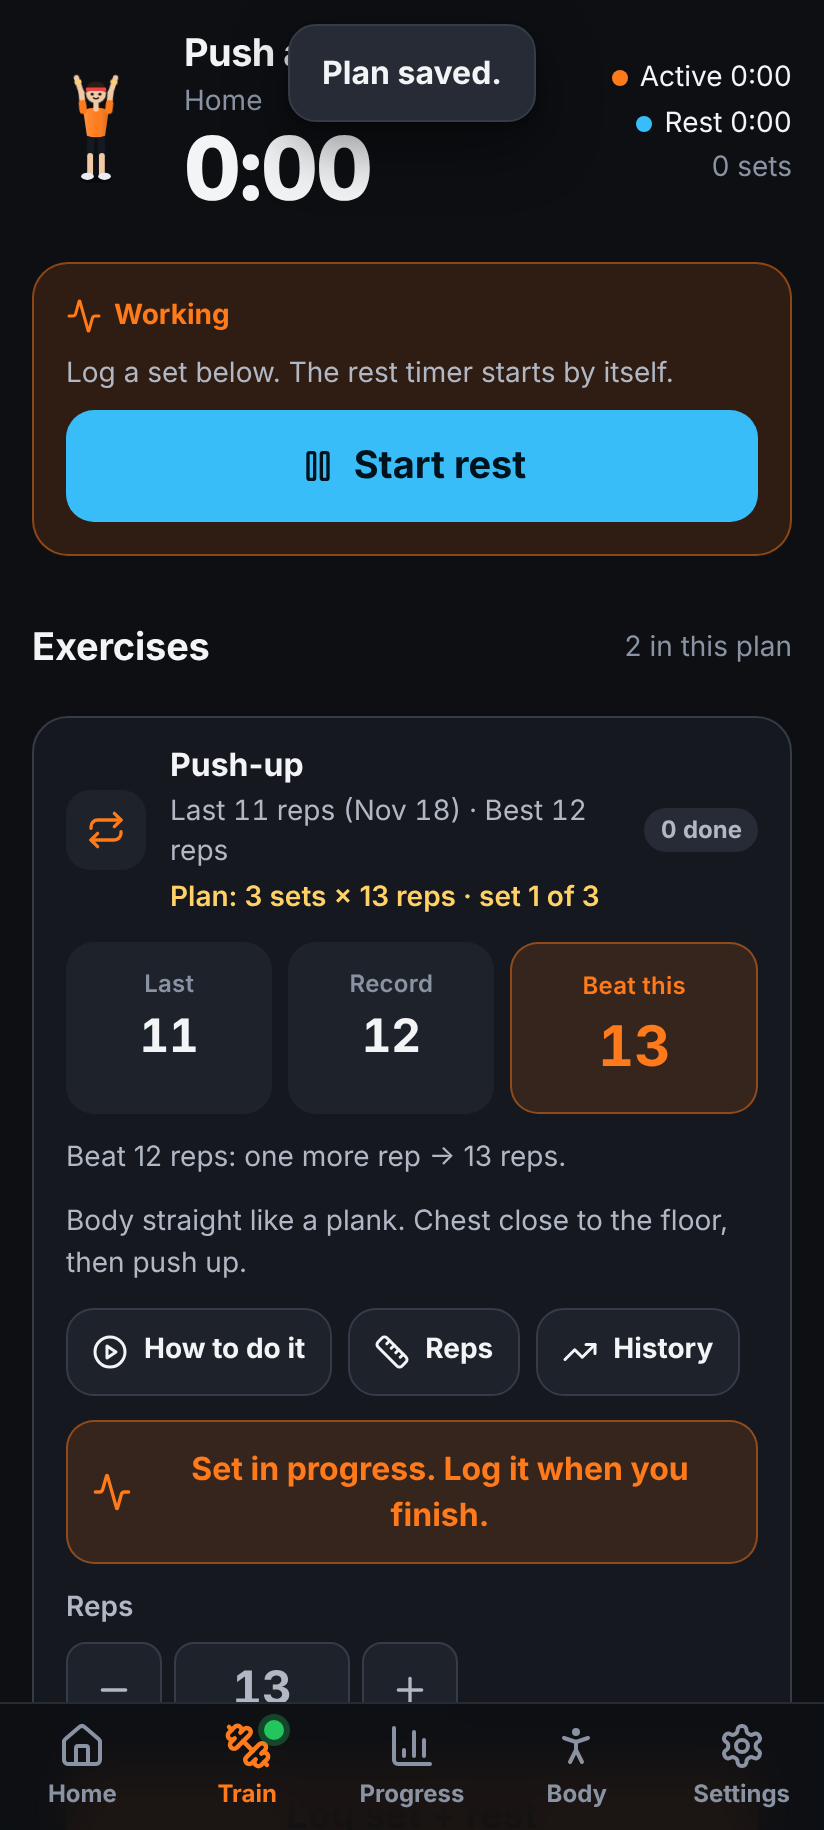 Push
Plan saved.
Home
0:00
Active 0:00
Rest 0:00
0 sets
Working
Log a set below. The rest timer starts by itself.
Start rest
Exercises
2 in this plan
Push-up
Last 11 reps (Nov 18) · Best 12
reps
Plan: 3 sets × 13 reps · set 1 of 3
0 done
Last
11
Record
12
Beat this
13
Beat 12 reps: one more rep → 13 reps.
Body straight like a plank. Chest close to the floor,
then push up.
How to do it
Reps
History
Set in progress. Log it when you
finish.
Reps
− 13 +
Home
Train
Progress
Body
Settings